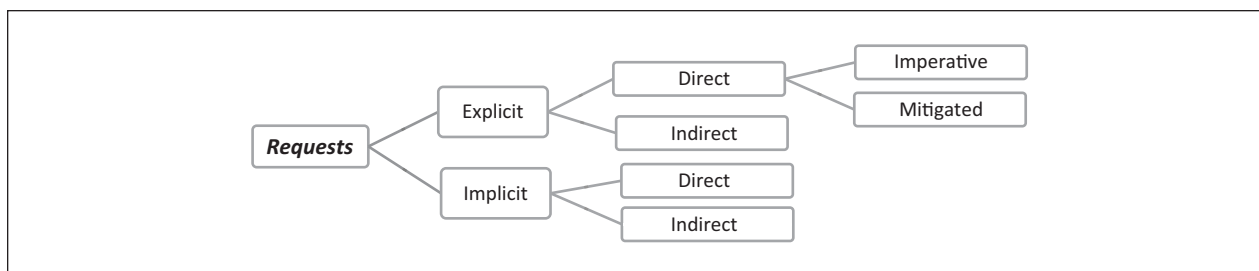 Requests
Explicit
Implicit
Direct
Indirect
Direct
Indirect
Imperative
Mitigated